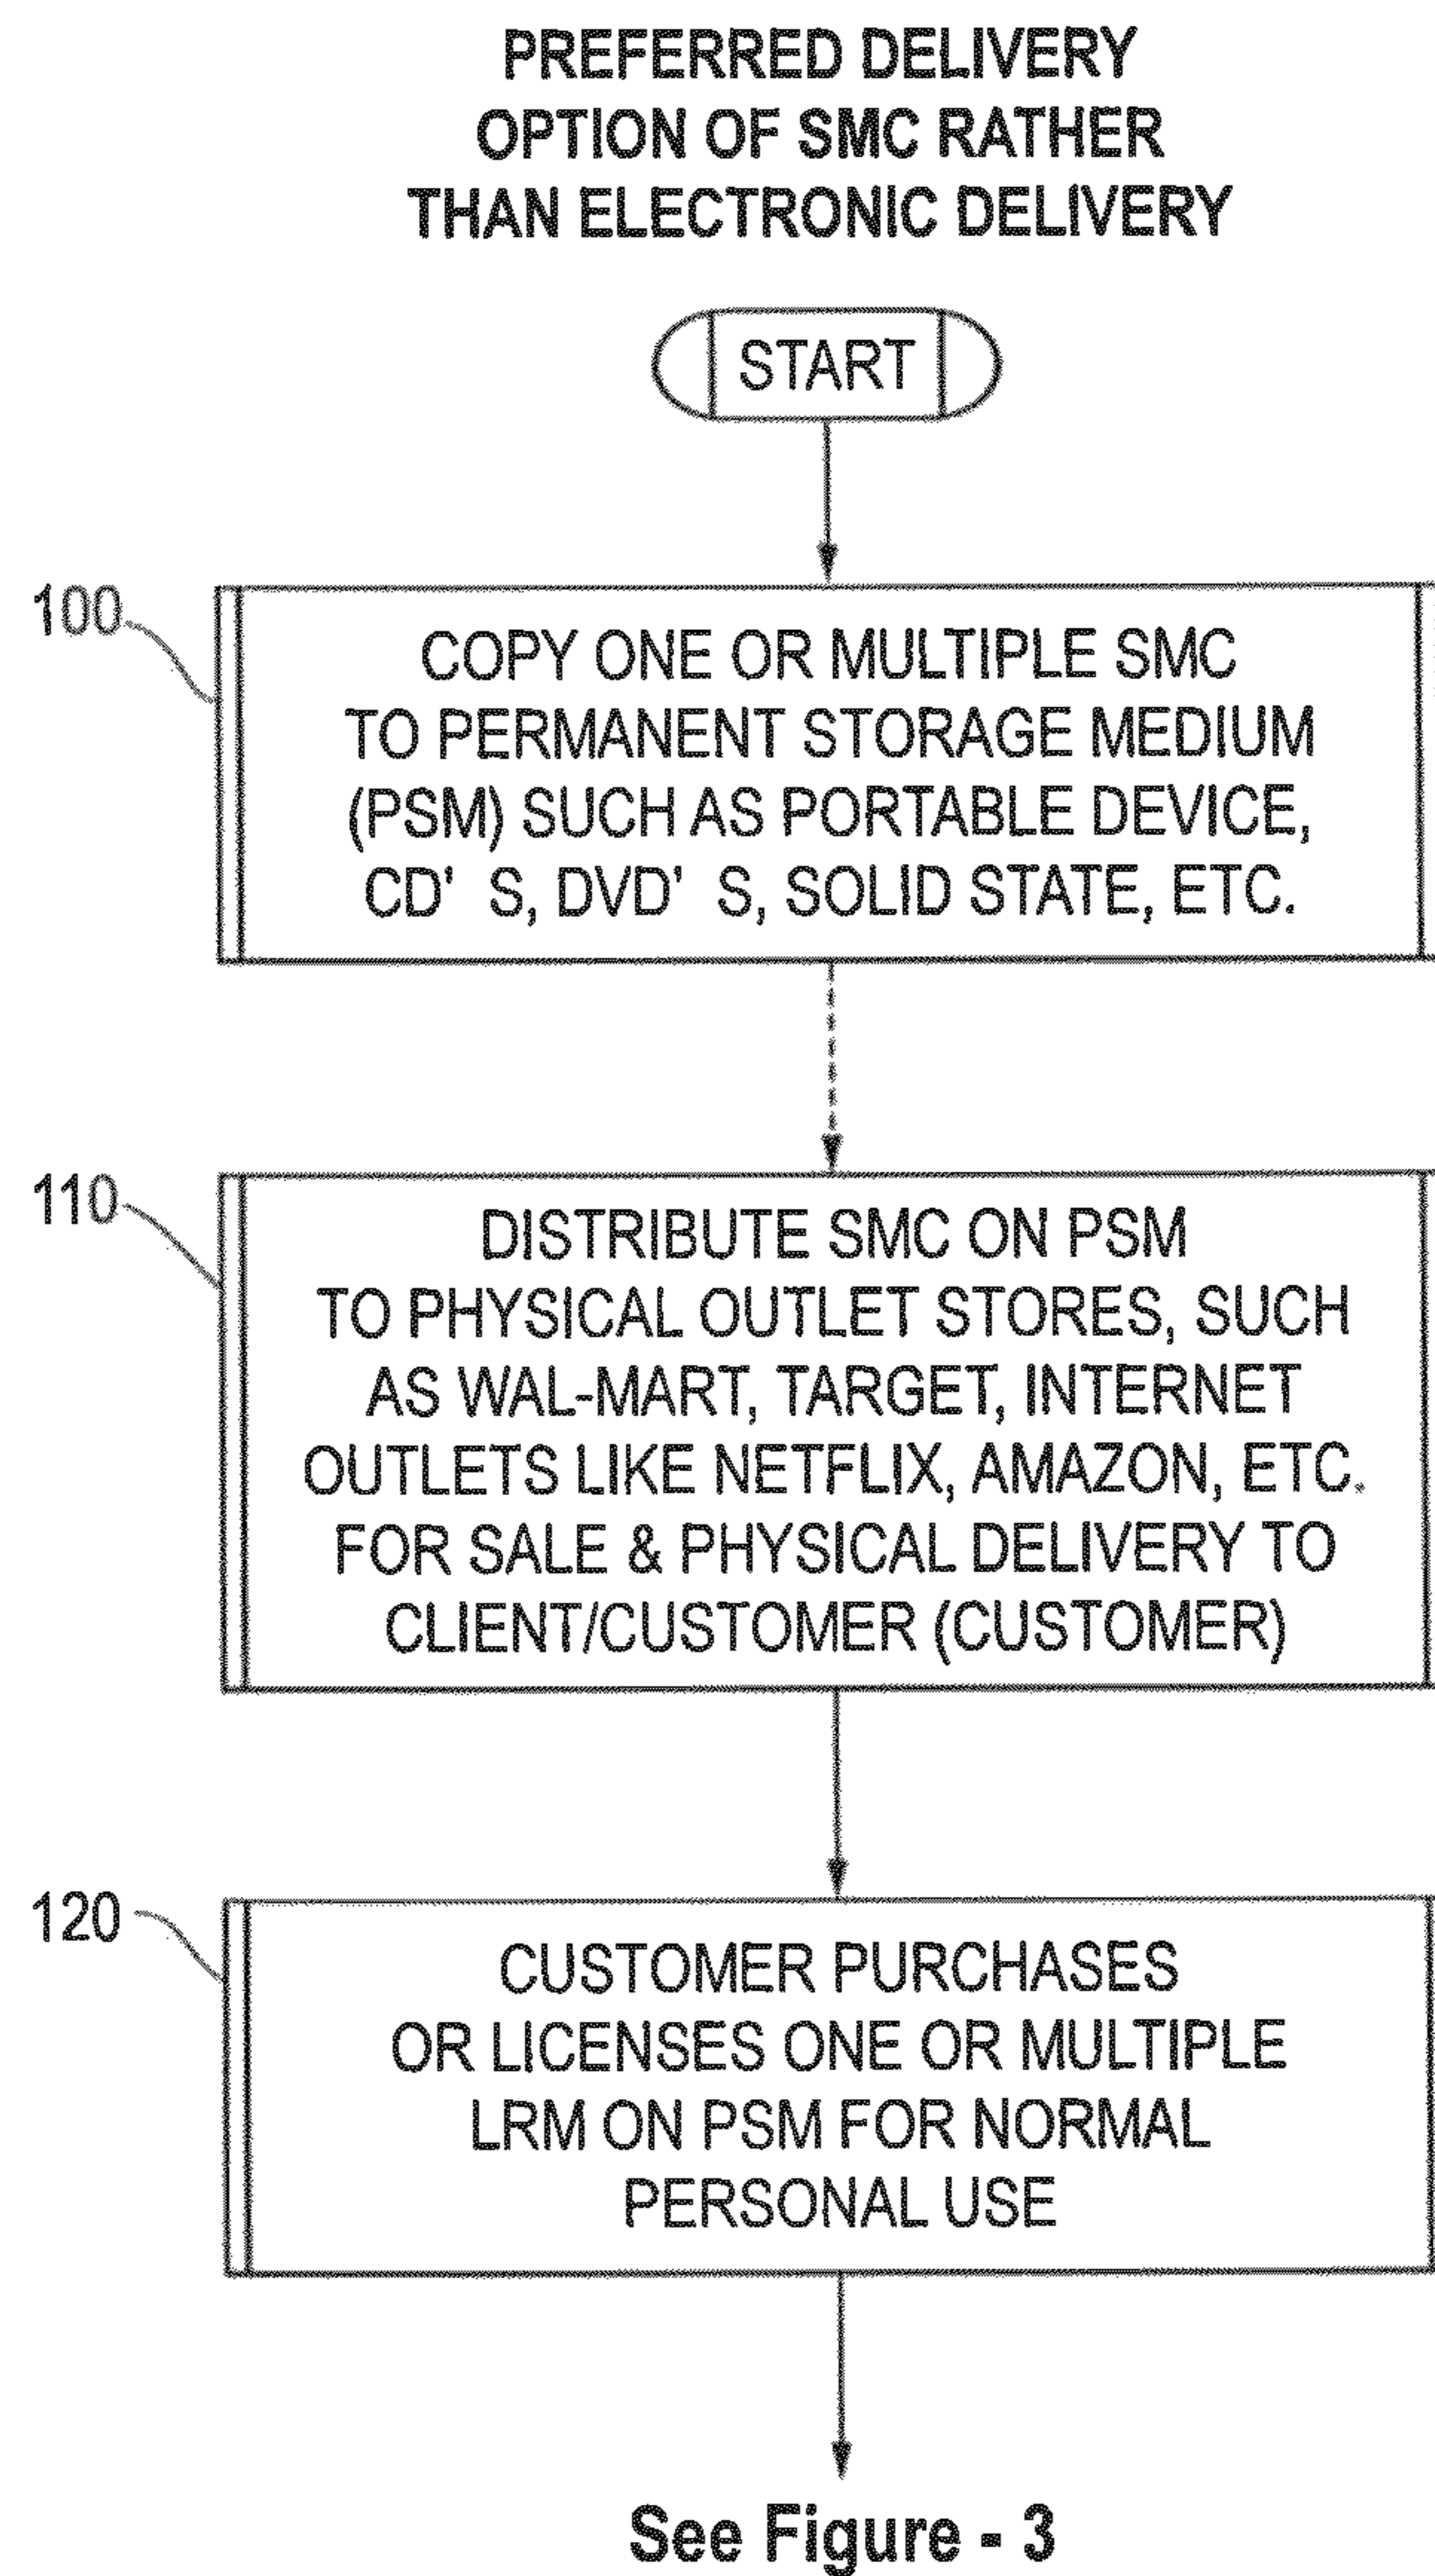 PREFERRED DELIVERY
OPTION OF SMC RATHER
THAN ELECTRONIC DELIVERY
START
100
COPY ONE OR MULTIPLE SMC
TO PERMANENT STORAGE MEDIUM
(PSM) SUCH AS PORTABLE DEVICE,
CD' S, DVD' S, SOLID STATE, ETC.
110
DISTRIBUTE SMC ON PSM
TO PHYSICAL OUTLET STORES, SUCH
AS WAL-MART, TARGET, INTERNET
OUTLETS LIKE NETFLIX, AMAZON, ETC.
FOR SALE & PHYSICAL DELIVERY TO
CLIENT/CUSTOMER (CUSTOMER)
120
CUSTOMER PURCHASES
OR LICENSES ONE OR MULTIPLE
LRM ON PSM FOR NORMAL
PERSONAL USE
See Figure - 3